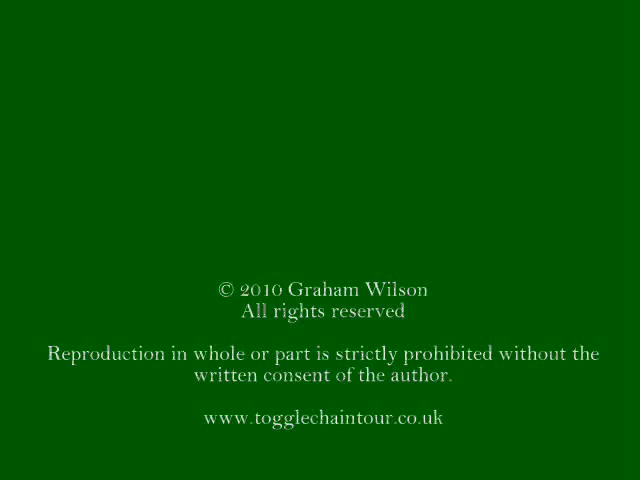 © 2010 Graham Wilson
All rights reserved
Reproduction in whole or part is strictly prohibited without the
written consent of the author.
www.togglechaintour.co.uk